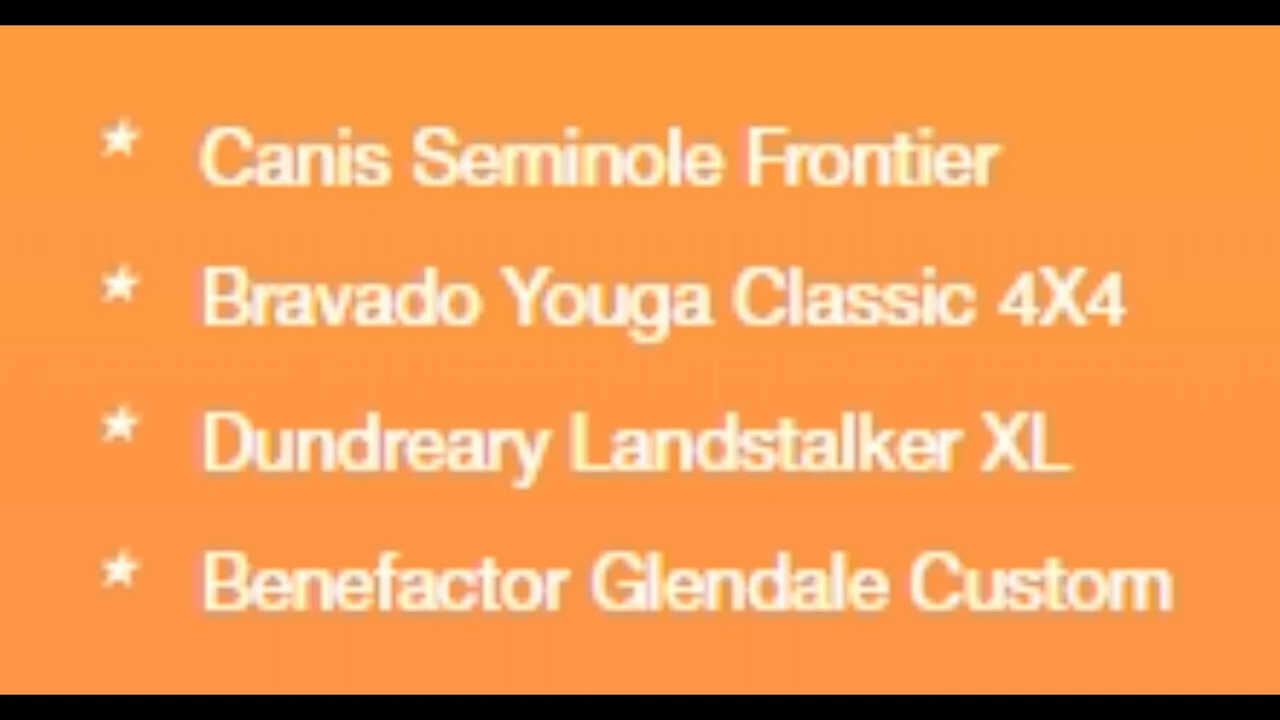 * Canis Seminole Frontier
* Bravado Youga Classic 4X4
* Dundreary Landstalker XL
* Benefactor Glendale Custom